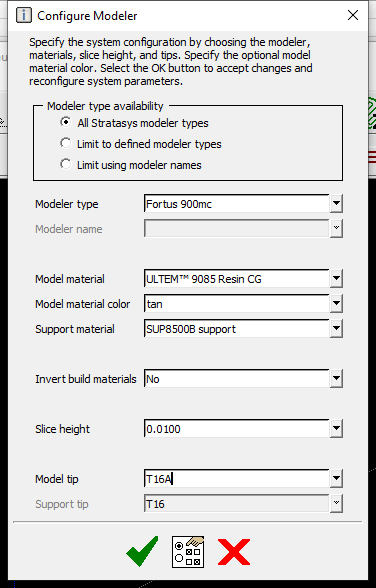 Configure Modeler
Specify the system configuration by choosing the modeler,
materials, slice height, and tips. Specify the optional model
material color. Select the OK button to accept changes and
reconfigure system parameters.
Modeler type availability
All Stratasys modeler types
Limit to defined modeler types
Limit using modeler names
Modeler type Fortus 900mc
Modeler name
Model material ULTEM™ 9085 Resin CG
Model material color tan
Support material SUP8500B support
Invert build materials No
Slice height 0.0100
Model tip T16A
Support tip T16